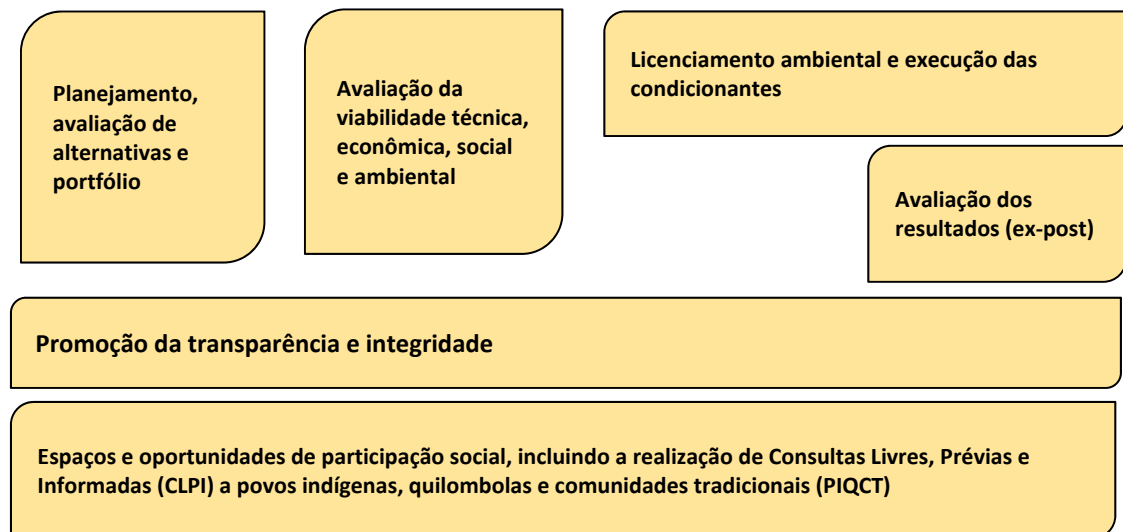 Planejamento,
avaliação de
alternativas e
portfólio
Avaliação da
viabilidade técnica,
econômica, social
e ambiental
Licenciamento ambiental e execução das
condicionantes
Avaliação dos
resultados (ex-post)
Promoção da transparência e integridade
Espaços e oportunidades de participação social, incluindo a realização de Consultas Livres, Prévias e
Informadas (CLPI) a povos indígenas, quilombolas e comunidades tradicionais (PIQCT)